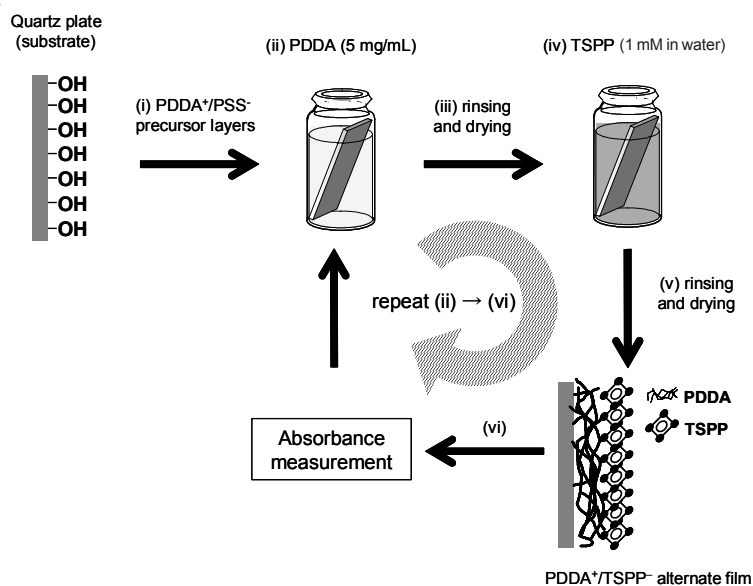 Quartz plate
(substrate)
-OH
-OH
-OH
-OH
-OH
-OH
-OH
(i) PDDA⁺/PSS⁻
precursor layers
(ii) PDDA (5 mg/mL)
(iii) rinsing
and drying
(iv) TSPP (1 mM in water)
(v) rinsing
and drying
repeat (ii) → (vi)
PDDA
TSPP
(vi)
Absorbance
measurement
PDDA⁺/TSPP⁻ alternate film